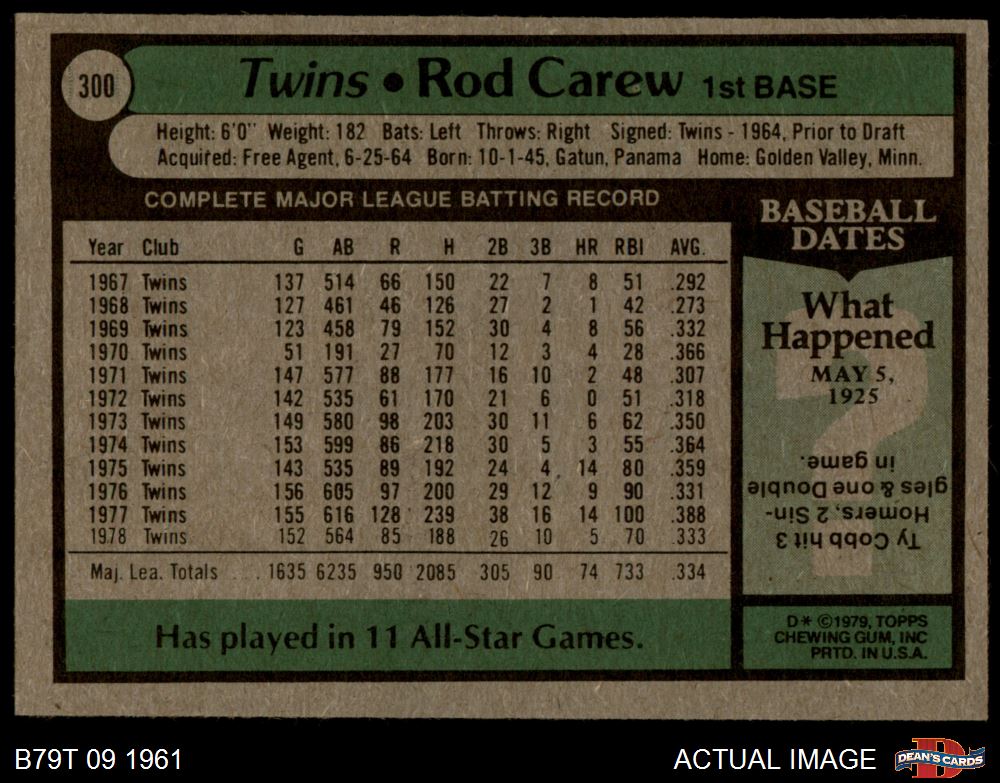 300
Twins • Rod Carew 1st BASE
Height: 6'0" Weight: 182 Bats: Left Throws: Right Signed: Twins - 1964, Prior to Draft
Acquired: Free Agent, 6-25-64 Born: 10-1-45, Gatun, Panama Home: Golden Valley, Minn.
COMPLETE MAJOR LEAGUE BATTING RECORD
Year Club G AB R H 2B 3B HR RBI AVG.
1967 Twins 137 514 66 150 22 7 8 51 .292
1968 Twins 127 461 46 126 27 2 1 42 .273
1969 Twins 123 458 79 152 30 4 8 56 .332
1970 Twins 51 191 27 70 12 3 4 28 .366
1971 Twins 147 577 88 177 16 10 2 48 .307
1972 Twins 142 535 61 170 21 6 0 51 .318
1973 Twins 149 580 98 203 30 11 6 62 .350
1974 Twins 153 599 86 218 30 5 3 55 .364
1975 Twins 143 535 89 192 24 4 14 80 .359
1976 Twins 156 605 97 200 29 12 9 90 .331
1977 Twins 155 616 128 239 38 16 14 100 .388
1978 Twins 152 564 85 188 26 10 5 70 .333
Maj. Lea. Totals ... 1635 6235 950 2085 305 90 74 733 .334
Has played in 11 All-Star Games.
BASEBALL
DATES
What
Happened
MAY 5,
1925
Ty Cobb hit 3
Homers, 2 Sin-
gles & one Double
in game.
D* ©1979, TOPPS
CHEWING GUM, INC
PRTD. IN U.S.A.
B79T 09 1961
ACTUAL IMAGE
D
DEAN'S CARDS